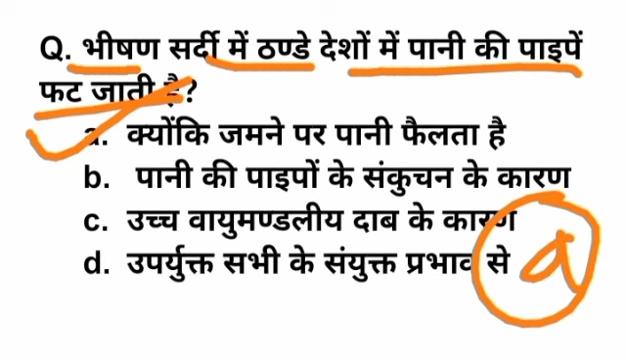 Q. भीषण सर्दी में ठण्डे देशों में पानी की पाइपें
फट जाती है?
a. क्योंकि जमने पर पानी फैलता है
b. पानी की पाइपों के संकुचन के कारण
c. उच्च वायुमण्डलीय दाब के कारण
d. उपर्युक्त सभी के संयुक्त प्रभाव से a